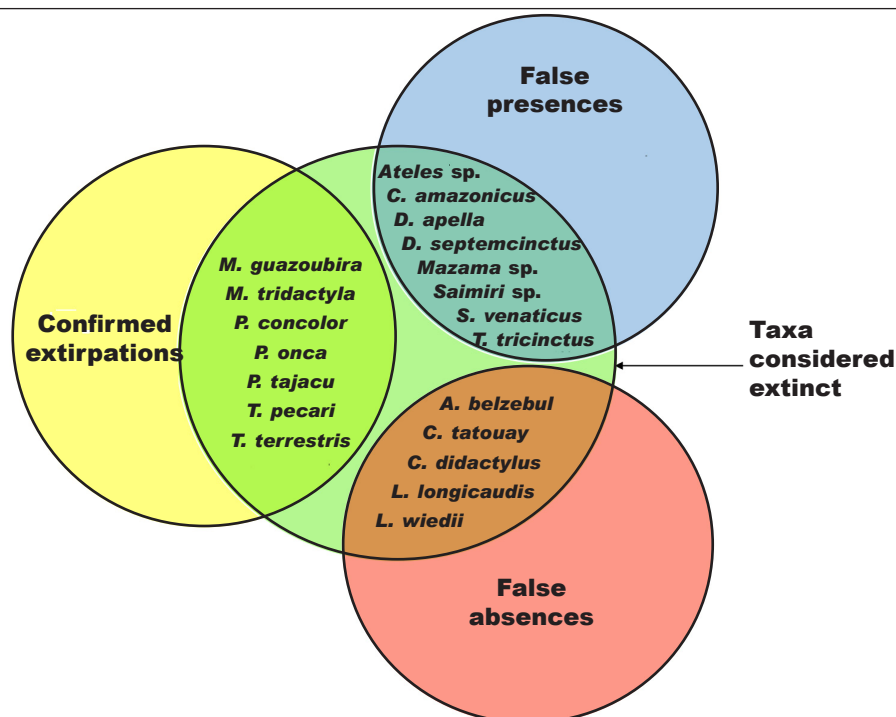 False
presences
Ateles sp.
C. amazonicus
D. apella
D. septemcinctus
Mazama sp.
Saimiri sp.
S. venaticus
T. tricinctus
M. guazoubira
M. tridactyla
P. concolor
P. onca
P. tajacu
T. pecari
T. terrestris
Confirmed
extirpations
Taxa
considered
extinct
A. belzebul
C. tatouay
C. didactylus
L. longicaudis
L. wiedii
False
absences